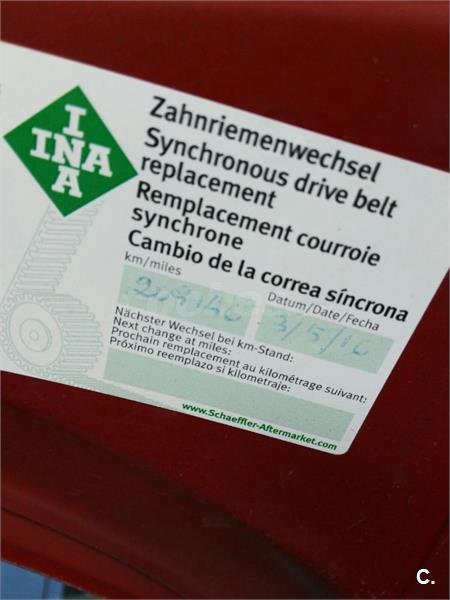 I
INA
A
Zahnriemenwechsel
Synchronous drive belt
replacement
Remplacement courroie
synchrone
Cambio de la correa síncrona
km/miles
Datum/Date/Fecha
3/5/16
Nächster Wechsel bei km-Stand:
Next change at miles:
Prochain remplacement au kilométrage suivant:
Próximo reemplazo si kilometraje:
www.Schaeffler-Aftermarket.com
C.